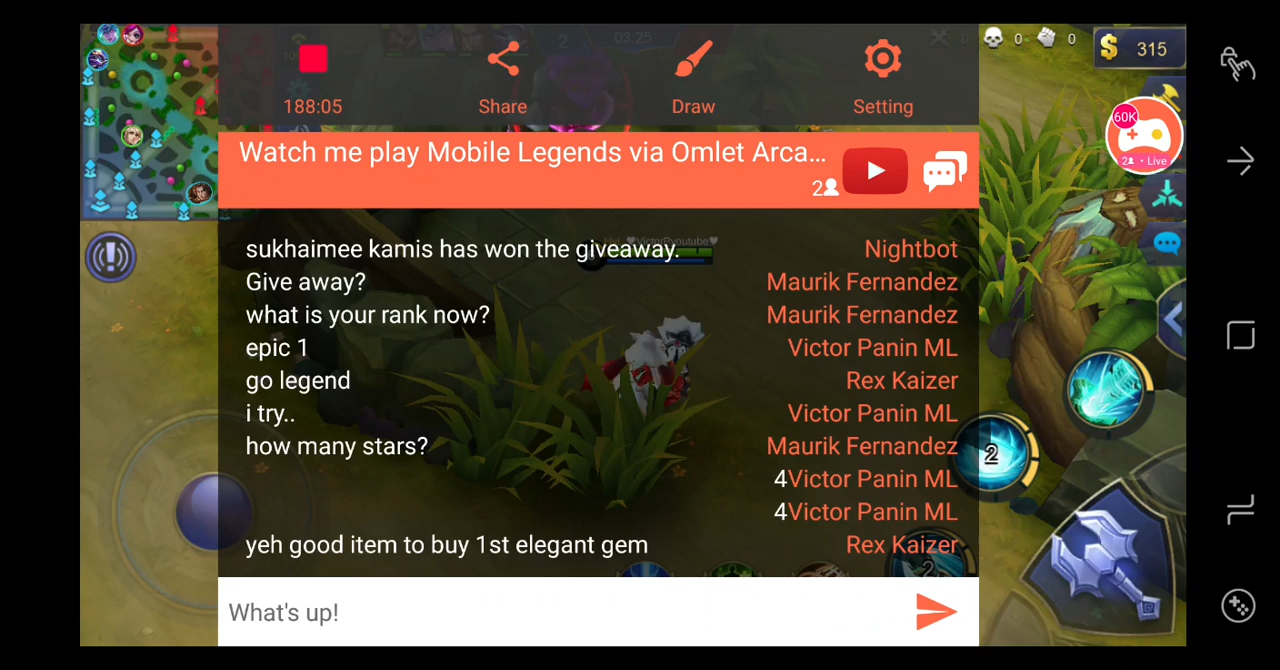 03:25
0 0 $ 315
188:05 Share Draw Setting
60K
2 • Live
Watch me play Mobile Legends via Omlet Arca...
2
♥VictorPyoutube♥
sukhaimee kamis has won the giveaway. Nightbot
Give away? Maurik Fernandez
what is your rank now? Maurik Fernandez
epic 1 Victor Panin ML
go legend Rex Kaizer
i try.. Victor Panin ML
how many stars? Maurik Fernandez
4Victor Panin ML
4Victor Panin ML
yeh good item to buy 1st elegant gem Rex Kaizer
2
2
What's up!